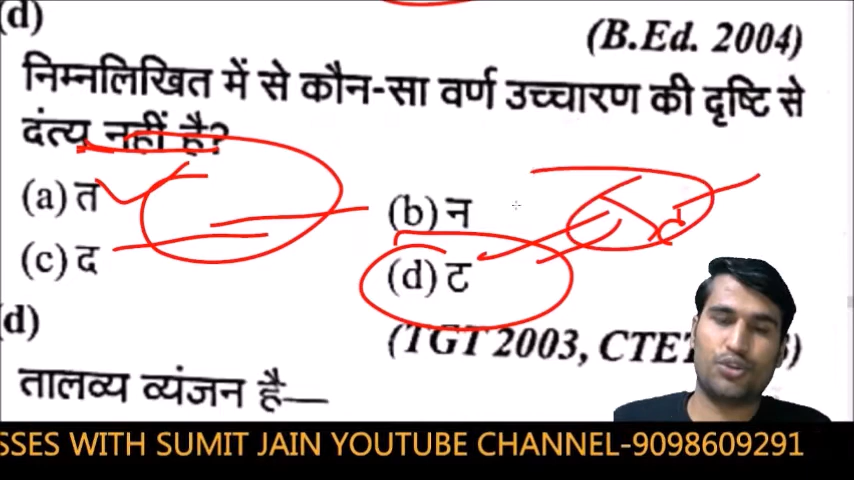 (d)
(B.Ed. 2004)
निम्नलिखित में से कौन-सा वर्ण उच्चारण की दृष्टि से
दंत्य नहीं है?
(a) त
(b) न
(c) द
(d) ट
(d)
(TGT 2003, CTET
तालव्य व्यंजन है—
SSES WITH SUMIT JAIN YOUTUBE CHANNEL-9098609291